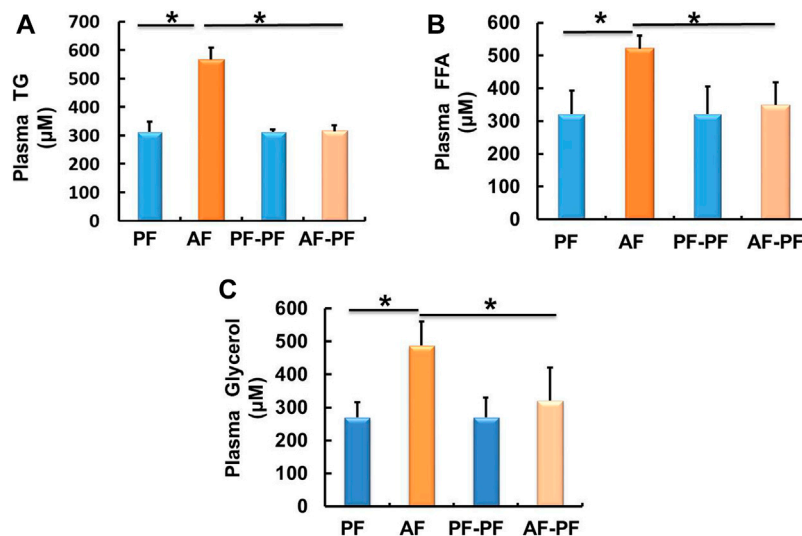 A
Plasma TG
(µM)
700
600
500
400
300
200
100
0
*
*
PF
AF
PF-PF
AF-PF
B
Plasma FFA
(µM)
600
500
400
300
200
100
0
*
*
PF
AF
PF-PF
AF-PF
C
Plasma Glycerol
(µM)
600
500
400
300
200
100
0
*
*
PF
AF
PF-PF
AF-PF